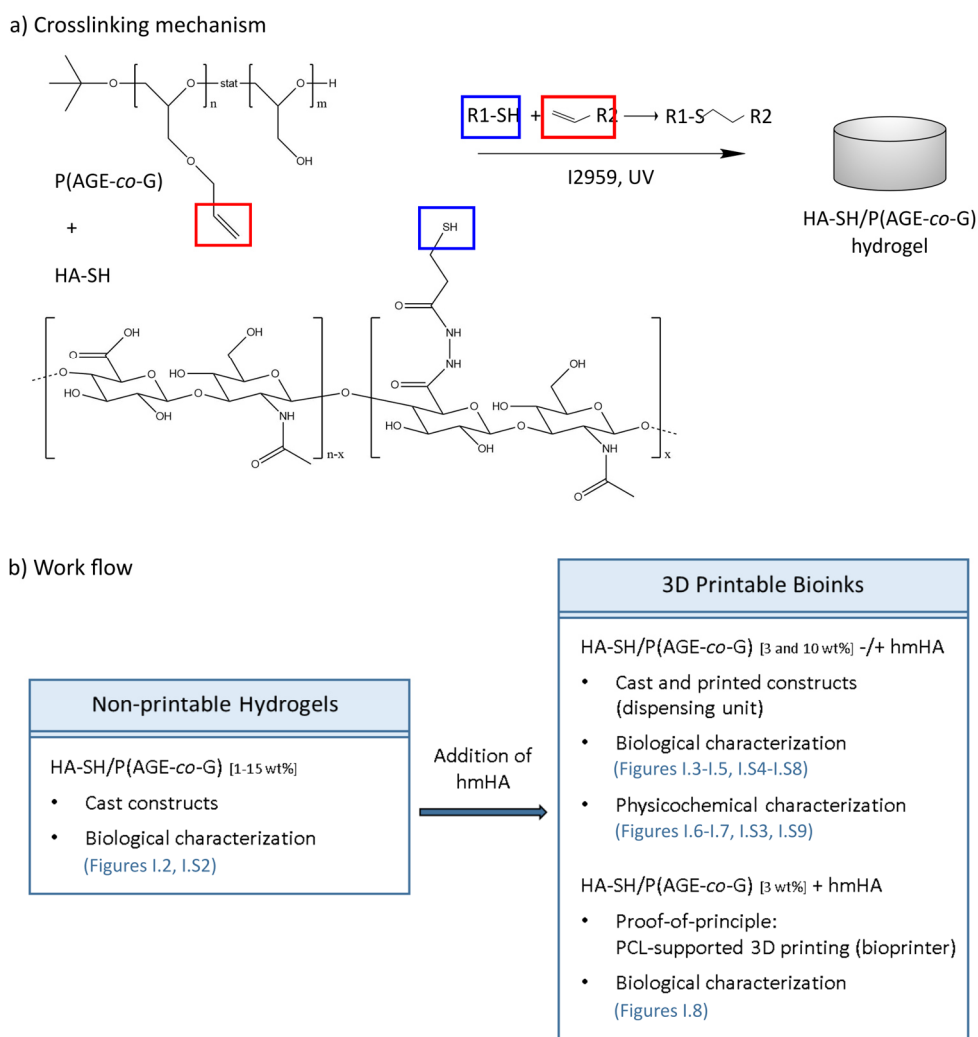 a) Crosslinking mechanism
O
O
stat
O
H
n
m
O
OH
P(AGE-co-G)
+
HA-SH
R1-SH + R2 → R1-S R2
I2959, UV
HA-SH/P(AGE-co-G)
hydrogel
SH
O
NH
NH
O
OH
O
OH
O
O
HO
O
HO
OH
O
NH
O
n-x
O
HO
OH
O
HO
OH
O
O
O
NH
O
x
b) Work flow
Non-printable Hydrogels
HA-SH/P(AGE-co-G) [1-15 wt%]
• Cast constructs
• Biological characterization
(Figures I.2, I.S2)
Addition of
hmHA
3D Printable Bioinks
HA-SH/P(AGE-co-G) [3 and 10 wt%] -/+ hmHA
• Cast and printed constructs
(dispensing unit)
• Biological characterization
(Figures I.3-I.5, I.S4-I.S8)
• Physicochemical characterization
(Figures I.6-I.7, I.S3, I.S9)
HA-SH/P(AGE-co-G) [3 wt%] + hmHA
• Proof-of-principle:
PCL-supported 3D printing (bioprinter)
• Biological characterization
(Figures I.8)